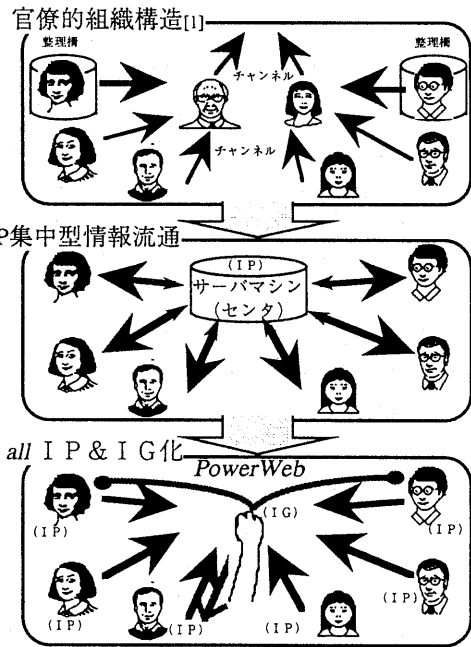 官僚的組織構造[1]
整理棚
整理棚
チャンネル
チャンネル
P集中型情報流通
(ＩＰ)
サーバマシン
(センタ)
all ＩＰ＆ＩＧ化
PowerWeb
(ＩＧ)
(ＩＰ)
(ＩＰ)
(ＩＰ)
(ＩＰ)
(ＩＰ)
(ＩＰ)